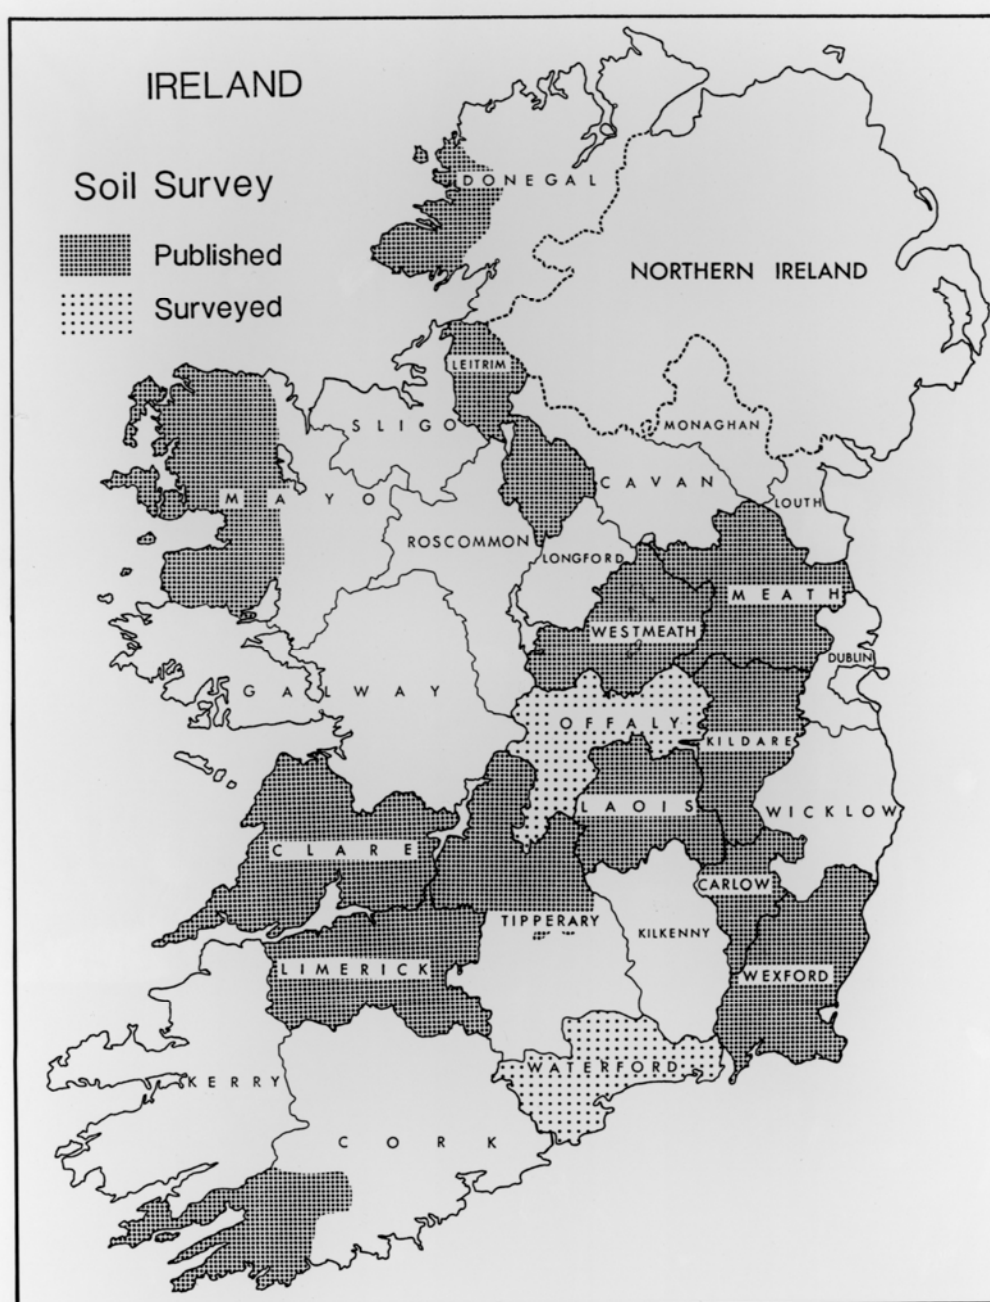 IRELAND
Soil Survey
Published
Surveyed
DONEGAL
NORTHERN IRELAND
LEITRIM
SLIGO
MONAGHAN
CAVAN
MAYO
LOUTH
ROSCOMMON
LONGFORD
MEATH
WESTMEATH
DUBLIN
GALWAY
OFFALY
KILDARE
LAOIS
WICKLOW
CLARE
CARLOW
TIPPERARY
KILKENNY
LIMERICK
WEXFORD
WATERFORD
KERRY
CORK